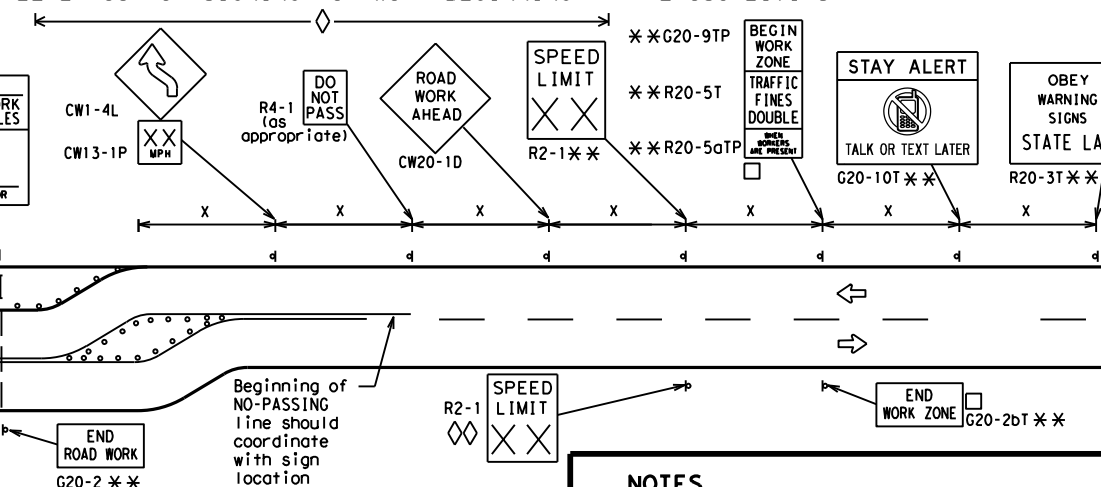 CW1-4L
XX
MPH
CW13-1P
R4-1
(as
appropriate)
DO
NOT
PASS
ROAD
WORK
AHEAD
CW20-1D
SPEED
LIMIT
XX
R2-1**
**G20-9TP
**R20-5T
**R20-5aTP
BEGIN
WORK
ZONE
TRAFFIC
FINES
DOUBLE
WHEN
WORKERS
ARE PRESENT
STAY ALERT
TALK OR TEXT LATER
G20-10T**
OBEY
WARNING
SIGNS
STATE LA
R20-3T**
X X X X X X X
Beginning of
NO-PASSING
line should
coordinate
with sign
location
R2-1
SPEED
LIMIT
XX
END
WORK ZONE
G20-2bT**
END
ROAD WORK
G20-2**
NOTES